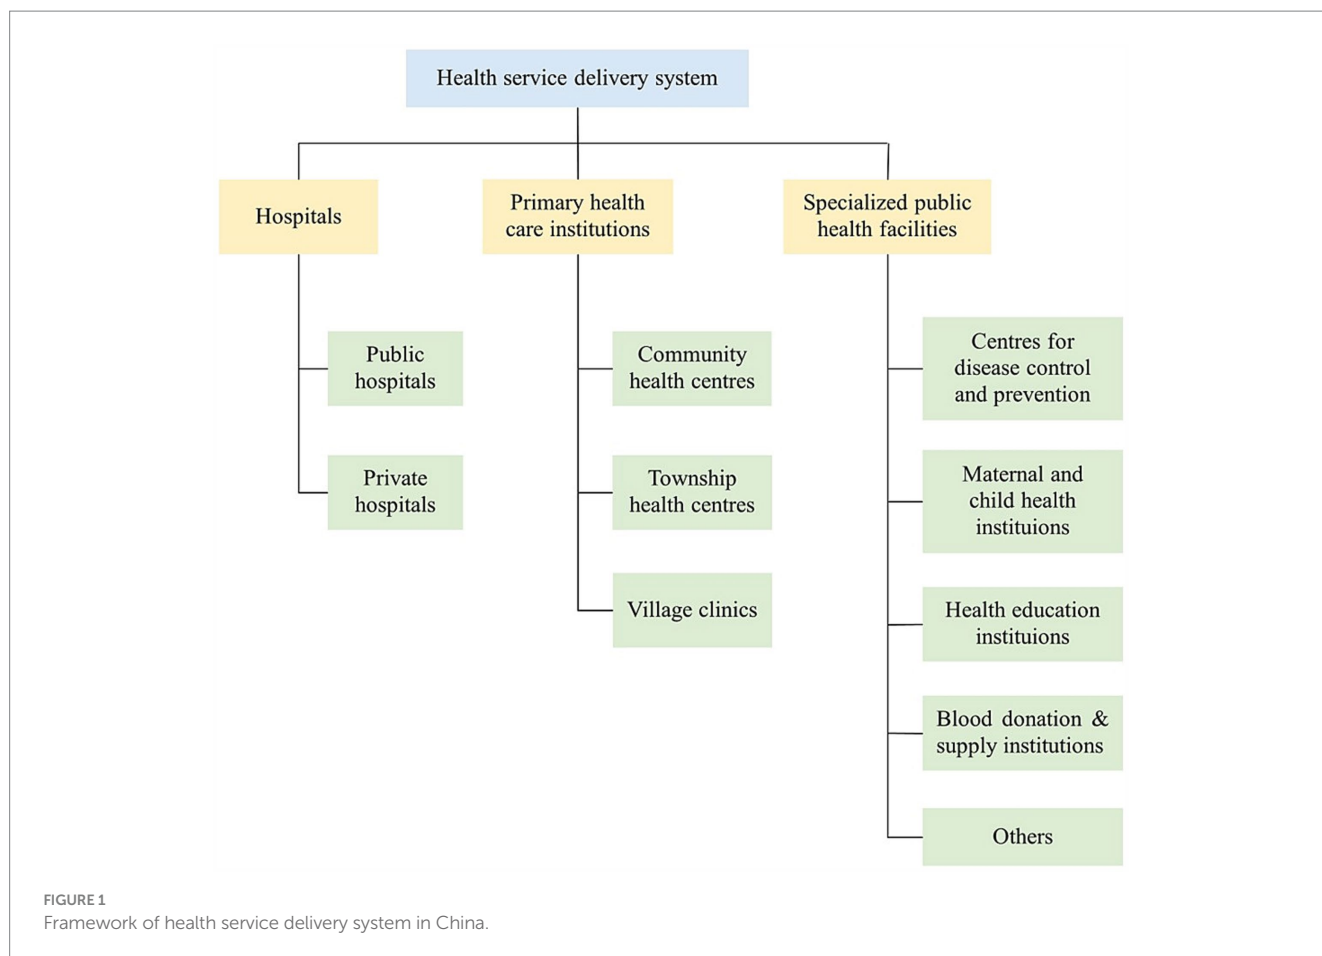 Health service delivery system
Hospitals
Primary health
care institutions
Specialized public
health facilities
Public
hospitals
Private
hospitals
Community
health centres
Township
health centres
Village clinics
Centres for
disease control
and prevention
Maternal and
child health
instituions
Health education
instituions
Blood donation &
supply institutions
Others
FIGURE 1
Framework of health service delivery system in China.